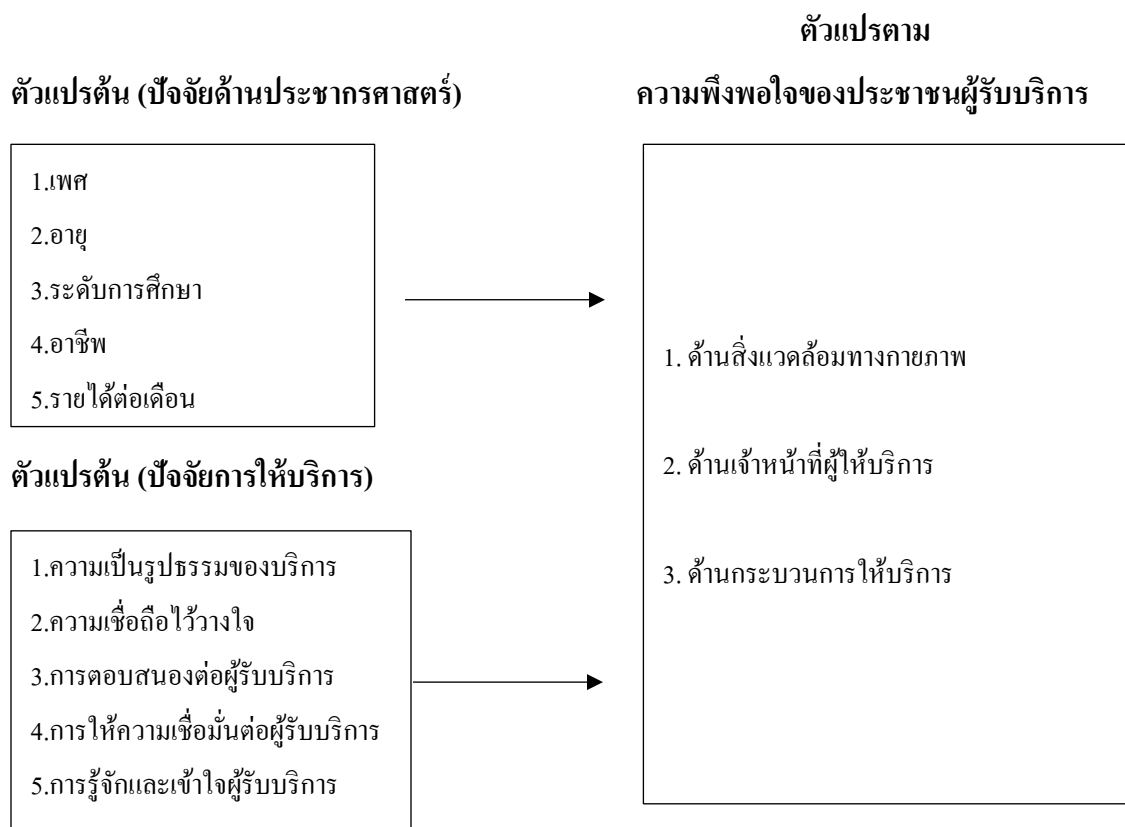 ตัวแปรตาม
ตัวแปรต้น (ปัจจัยด้านประชากรศาสตร์)
ความพึงพอใจของประชาชนผู้รับบริการ
1.เพศ
2.อายุ
3.ระดับการศึกษา
4.อาชีพ
5.รายได้ต่อเดือน
ตัวแปรต้น (ปัจจัยการให้บริการ)
1.ความเป็นรูปธรรมของบริการ
2.ความเชื่อถือไว้วางใจ
3.การตอบสนองต่อผู้รับบริการ
4.การให้ความเชื่อมั่นต่อผู้รับบริการ
5.การรู้จักและเข้าใจผู้รับบริการ
1. ด้านสิ่งแวดล้อมทางกายภาพ
2. ด้านเจ้าหน้าที่ผู้ให้บริการ
3. ด้านกระบวนการให้บริการ